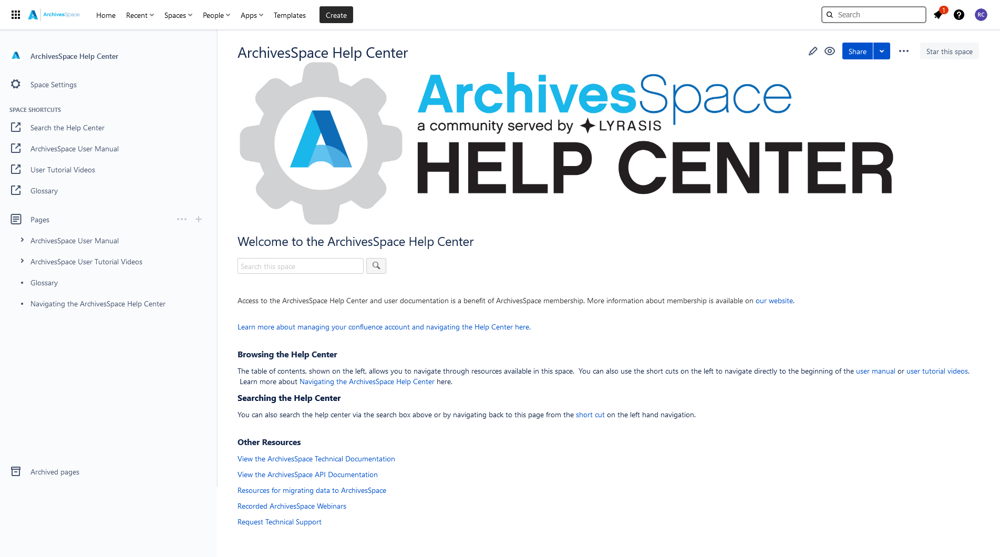 ArchivesSpace
Home
Recent
Spaces
People
Apps
Templates
Create
Search
1
RC
ArchivesSpace Help Center
Space Settings
SPACE SHORTCUTS
Search the Help Center
ArchivesSpace User Manual
User Tutorial Videos
Glossary
Pages
ArchivesSpace User Manual
ArchivesSpace User Tutorial Videos
Glossary
Navigating the ArchivesSpace Help Center
Archived pages
ArchivesSpace Help Center
Share
Star this space
ArchivesSpace
a community served by LYRASIS
HELP CENTER
Welcome to the ArchivesSpace Help Center
Search this space
Access to the ArchivesSpace Help Center and user documentation is a benefit of ArchivesSpace membership. More information about membership is available on our website.
Learn more about managing your confluence account and navigating the Help Center here.
Browsing the Help Center
The table of contents, shown on the left, allows you to navigate through resources available in this space.  You can also use the short cuts on the left to navigate directly to the beginning of the user manual or user tutorial videos.
Learn more about Navigating the ArchivesSpace Help Center here.
Searching the Help Center
You can also search the help center via the search box above or by navigating back to this page from the short cut on the left hand navigation.
Other Resources
View the ArchivesSpace Technical Documentation
View the ArchivesSpace API Documentation
Resources for migrating data to ArchivesSpace
Recorded ArchivesSpace Webinars
Request Technical Support